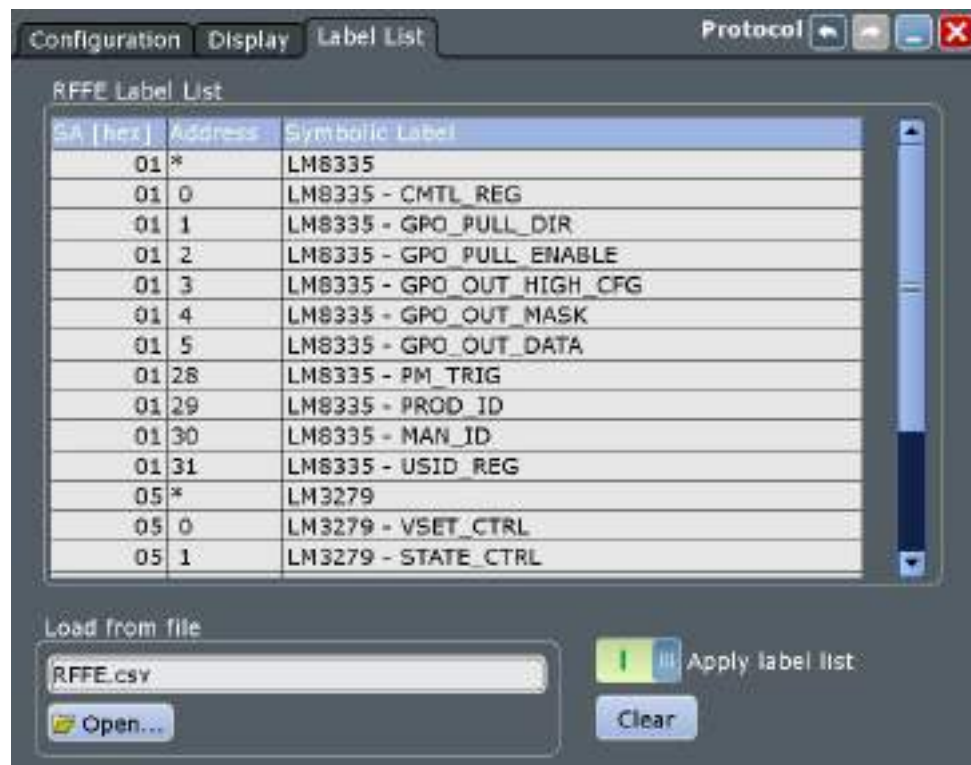 Configuration Display Label List Protocol
RFFE Label List
SA [hex] Address Symbolic Label
01 * LM8335
01 0 LM8335 - CMTL_REG
01 1 LM8335 - GPO_PULL_DIR
01 2 LM8335 - GPO_PULL_ENABLE
01 3 LM8335 - GPO_OUT_HIGH_CFG
01 4 LM8335 - GPO_OUT_MASK
01 5 LM8335 - GPO_OUT_DATA
01 28 LM8335 - PM_TRIG
01 29 LM8335 - PROD_ID
01 30 LM8335 - MAN_ID
01 31 LM8335 - USID_REG
05 * LM3279
05 0 LM3279 - VSET_CTRL
05 1 LM3279 - STATE_CTRL
Load from file
RFFE.csv
Apply label list
Open...
Clear